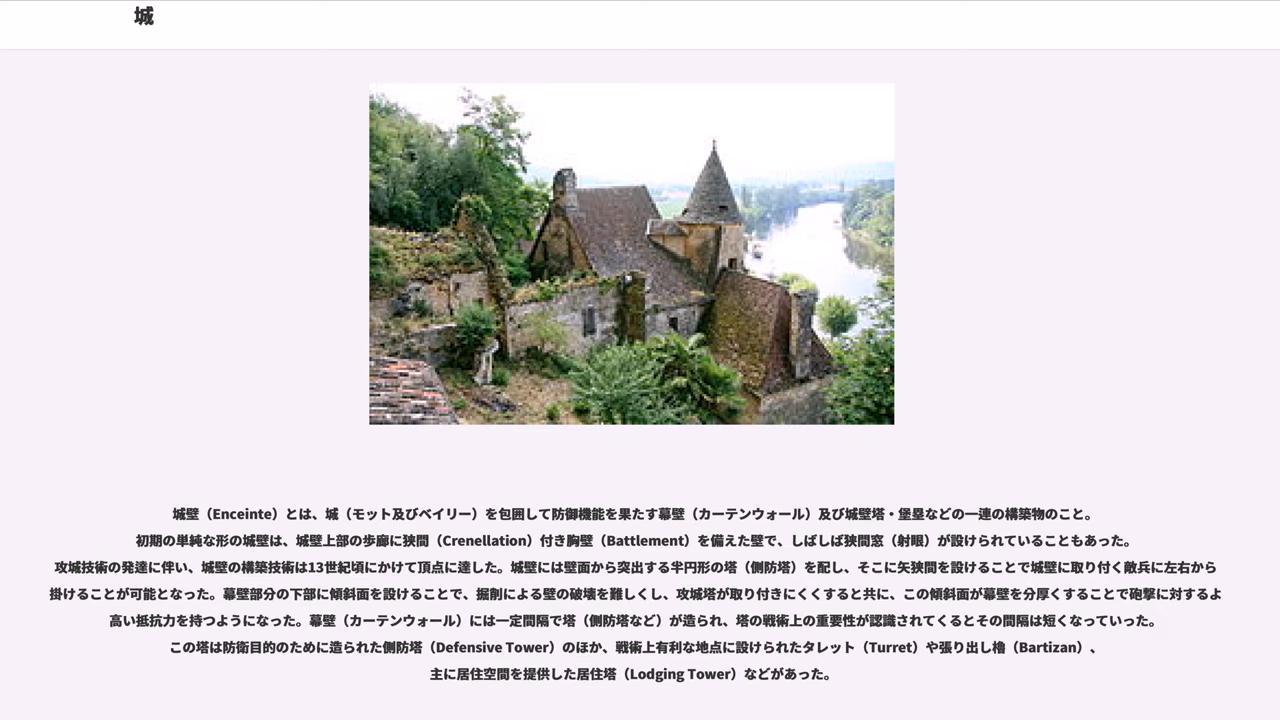 城
城壁（Enceinte）とは、城（モット及びベイリー）を包囲して防御機能を果たす幕壁（カーテンウォール）及び城壁塔・堡塁などの一連の構築物のこと。
初期の単純な形の城壁は、城壁上部の歩廊に狭間（Crenellation）付き胸壁（Battlement）を備えた壁で、しばしば狭間窓（射眼）が設けられていることもあった。
攻城技術の発達に伴い、城壁の構築技術は13世紀頃にかけて頂点に達した。城壁には壁面から突出する半円形の塔（側防塔）を配し、そこに矢狭間を設けることで城壁に取り付く敵兵に左右から
掛けることが可能となった。幕壁部分の下部に傾斜面を設けることで、掘削による壁の破壊を難しくし、攻城塔が取り付きにくくすると共に、この傾斜面が幕壁を分厚くすることで砲撃に対するよ
高い抵抗力を持つようになった。幕壁（カーテンウォール）には一定間隔で塔（側防塔など）が造られ、塔の戦術上の重要性が認識されてくるとその間隔は短くなっていった。
この塔は防衛目的のために造られた側防塔（Defensive Tower）のほか、戦術上有利な地点に設けられたタレット（Turret）や張り出し櫓（Bartizan）、
主に居住空間を提供した居住塔（Lodging Tower）などがあった。